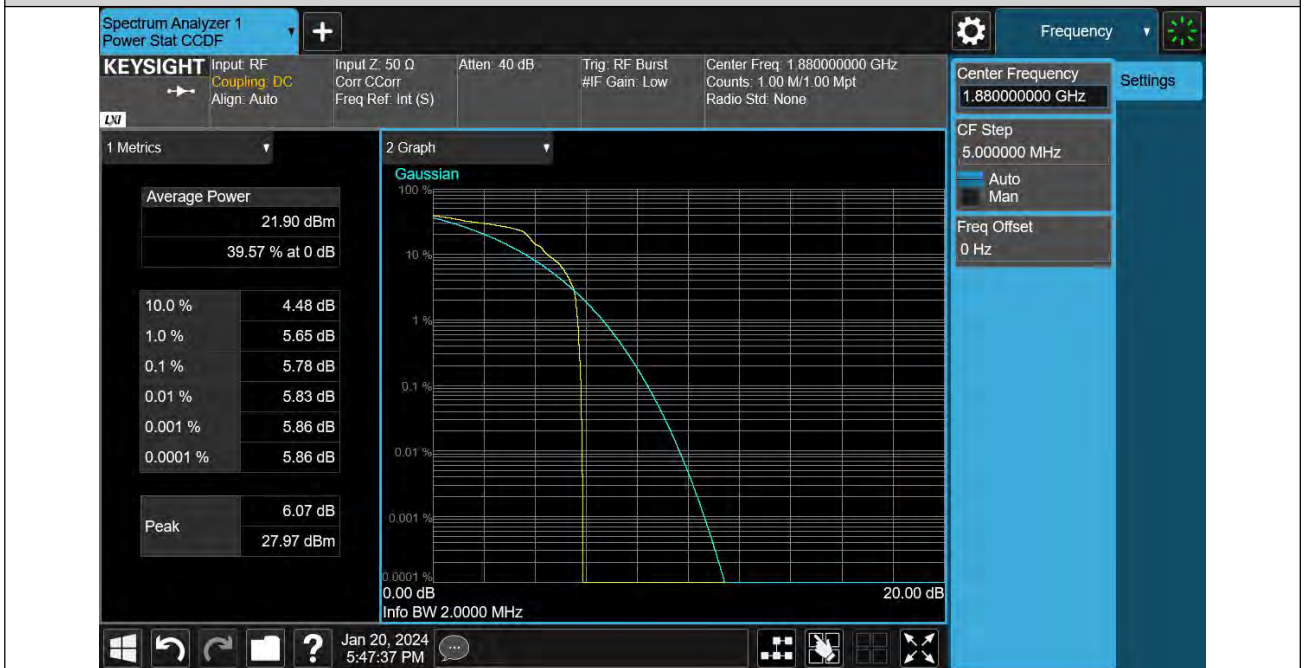 Spectrum Analyzer 1
Power Stat CCDF
+
Frequency
KEYSIGHT
LXI
Input: RF
Coupling: DC
Align: Auto
Input Z: 50 Ω
Corr CCorr
Freq Ref: Int (S)
Atten: 40 dB
Trig: RF Burst
#IF Gain: Low
Center Freq: 1.880000000 GHz
Counts: 1.00 M/1.00 Mpt
Radio Std: None
Center Frequency
1.880000000 GHz
Settings
CF Step
5.000000 MHz
Auto
Man
Freq Offset
0 Hz
1 Metrics
Average Power
21.90 dBm
39.57 % at 0 dB
10.0 % 4.48 dB
1.0 % 5.65 dB
0.1 % 5.78 dB
0.01 % 5.83 dB
0.001 % 5.86 dB
0.0001 % 5.86 dB
Peak
6.07 dB
27.97 dBm
2 Graph
Gaussian
100 %
10 %
1 %
0.1 %
0.01 %
0.001 %
0.0001 %
0.00 dB 20.00 dB
Info BW 2.0000 MHz
?
Jan 20, 2024
5:47:37 PM